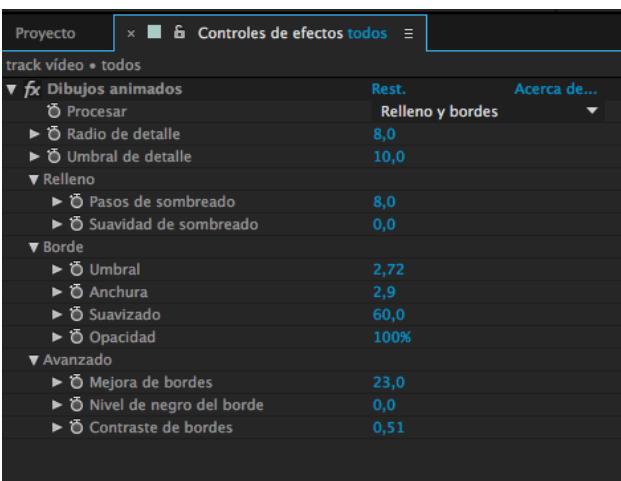 Proyecto × Controles de efectos todos ≡
track vídeo • todos
fx Dibujos animados Rest. Acerca de...
Procesar Relleno y bordes
Radio de detalle 8,0
Umbral de detalle 10,0
Relleno
Pasos de sombreado 8,0
Suavidad de sombreado 0,0
Borde
Umbral 2,72
Anchura 2,9
Suavizado 60,0
Opacidad 100%
Avanzado
Mejora de bordes 23,0
Nivel de negro del borde 0,0
Contraste de bordes 0,51